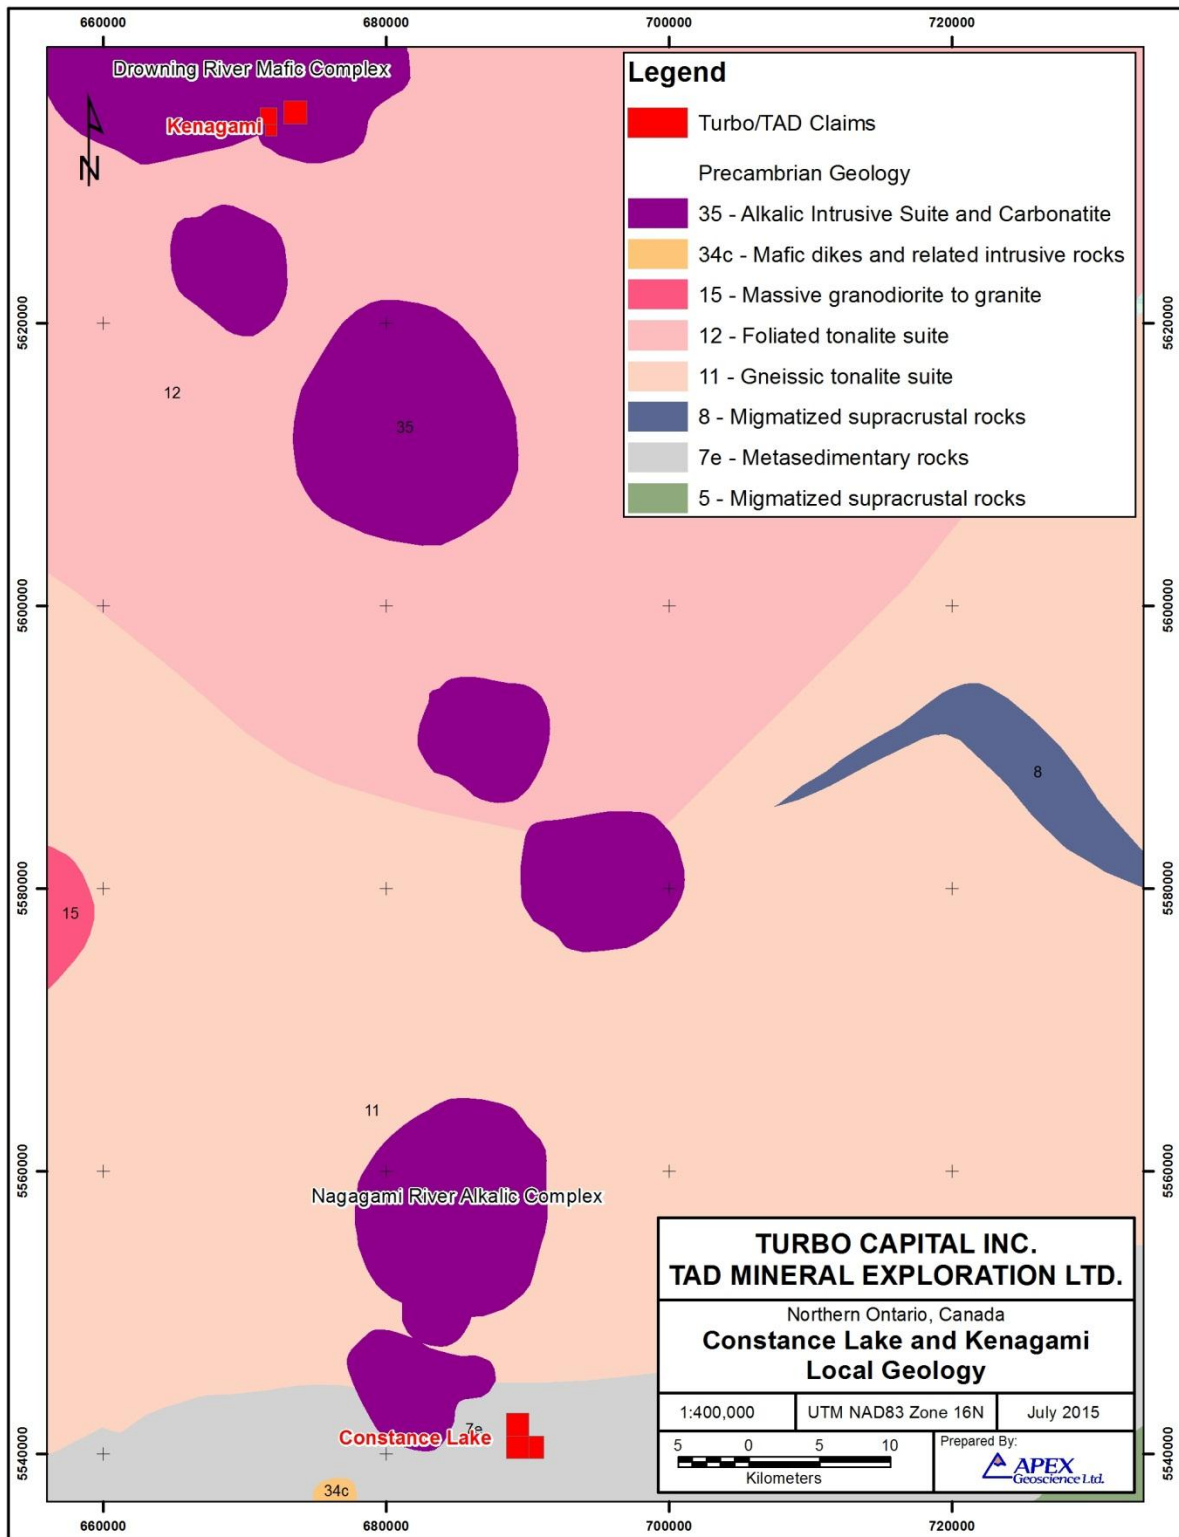 660000
680000
700000
720000
Drowning River Mafic Complex
Kenagami
N
Legend
Turbo/TAD Claims
Precambrian Geology
35 - Alkalic Intrusive Suite and Carbonatite
34c - Mafic dikes and related intrusive rocks
15 - Massive granodiorite to granite
12 - Foliated tonalite suite
11 - Gneissic tonalite suite
8 - Migmatized supracrustal rocks
7e - Metasedimentary rocks
5 - Migmatized supracrustal rocks
5620000
5620000
12
35
5600000
5600000
8
5580000
5580000
15
11
5560000
5560000
Nagagami River Alkalic Complex
7e
Constance Lake
5540000
5540000
34c
TURBO CAPITAL INC.
TAD MINERAL EXPLORATION LTD.
Northern Ontario, Canada
Constance Lake and Kenagami
Local Geology
1:400,000
UTM NAD83 Zone 16N
July 2015
5 0 5 10
Kilometers
Prepared By:
APEX
Geoscience Ltd.
660000
680000
700000
720000